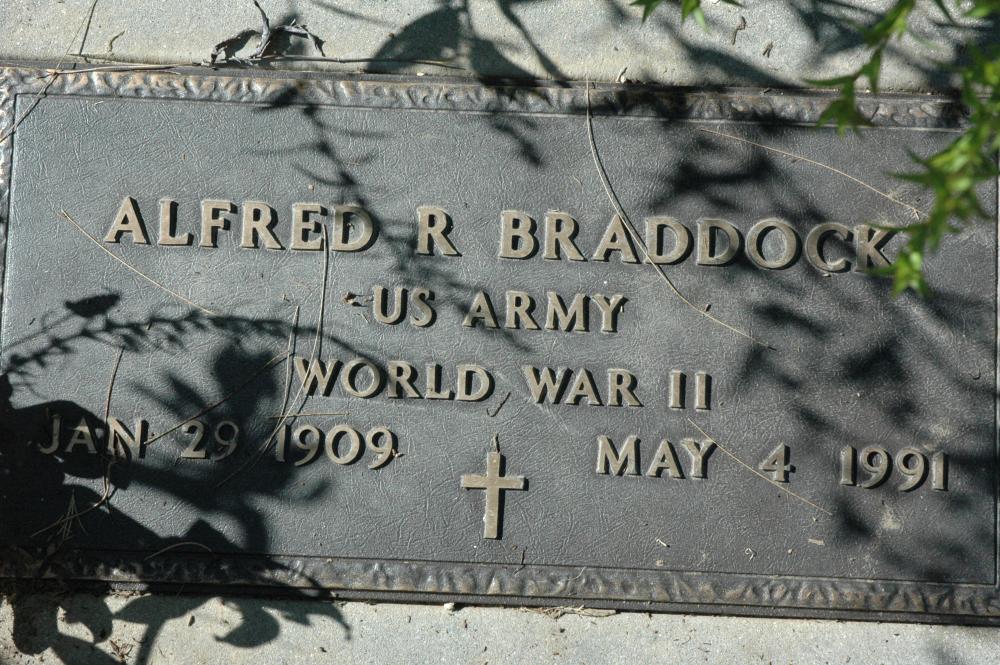 ALFRED R BRADDOCK
US ARMY
WORLD WAR II
JAN 29 1909 MAY 4 1991